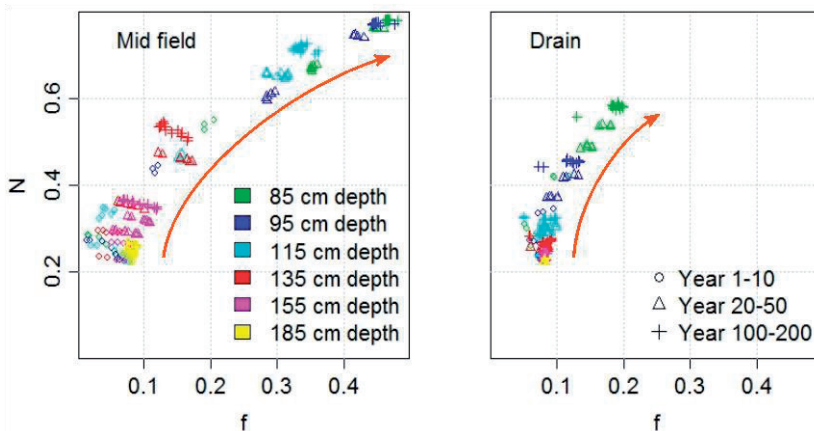 Mid field
Drain
N
0.6
0.4
0.2
85 cm depth
95 cm depth
115 cm depth
135 cm depth
155 cm depth
185 cm depth
Year 1-10
Year 20-50
Year 100-200
0.1 0.2 0.3 0.4
0.1 0.2 0.3 0.4
f
f